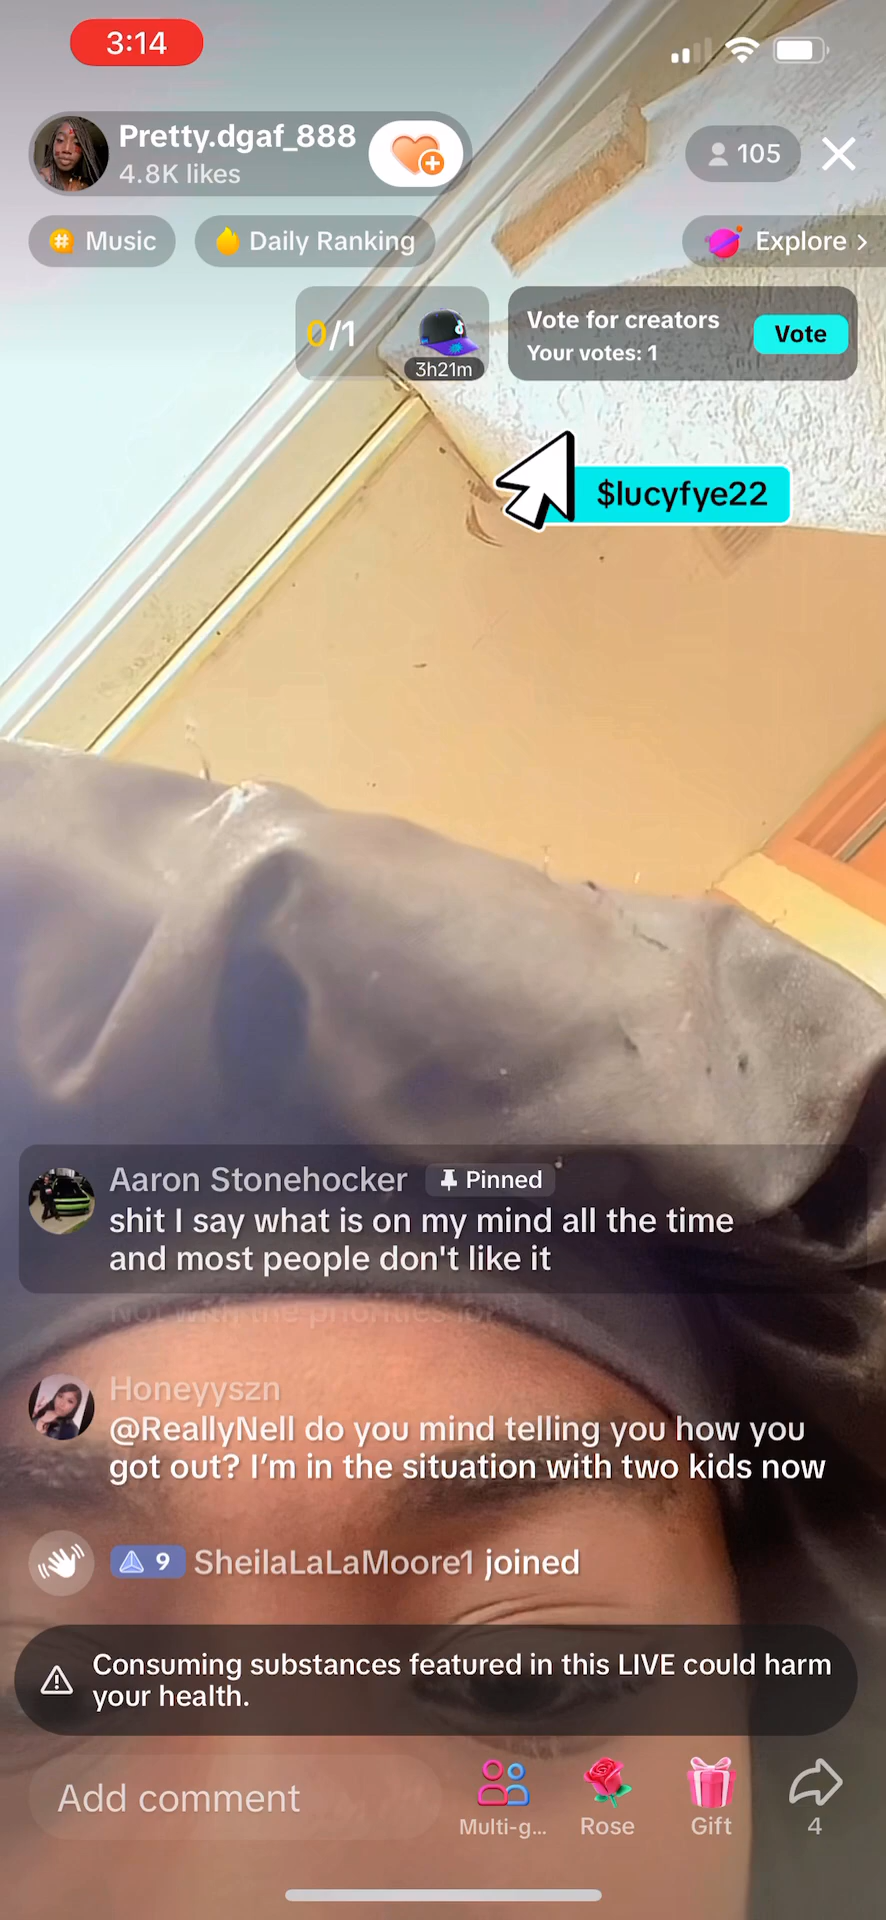 3:14
Pretty.dgaf_888
4.8K likes
105
Music
Daily Ranking
Explore >
0/1
3h21m
Vote for creators
Your votes: 1
Vote
$lucyfye22
Aaron Stonehocker Pinned
shit I say what is on my mind all the time
and most people don't like it
Not with the priorities
Honeyyszn
@ReallyNell do you mind telling you how you
got out? I’m in the situation with two kids now
9 SheilaLaLaMoore1 joined
Consuming substances featured in this LIVE could harm
your health.
Add comment
Multi-g...
Rose
Gift
4